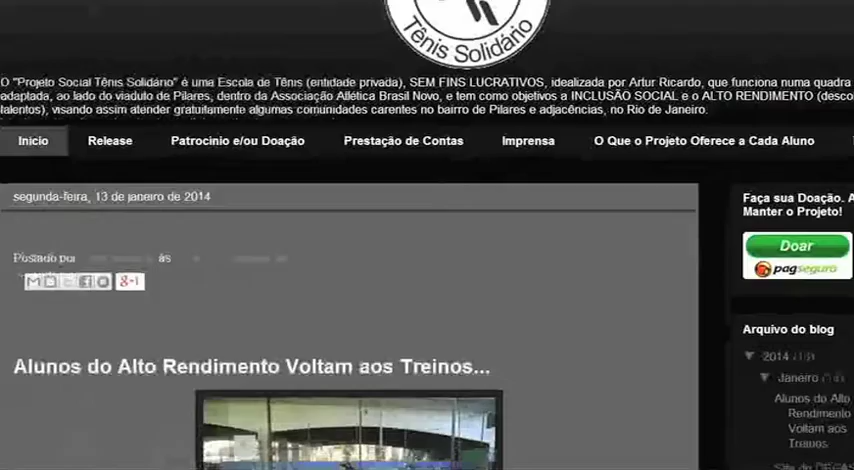 Tênis Solidário
O "Projeto Social Tênis Solidário" é uma Escola de Tênis (entidade privada), SEM FINS LUCRATIVOS, idealizada por Artur Ricardo, que funciona numa quadra
adaptada, ao lado do viaduto de Pilares, dentro da Associação Atlética Brasil Novo, e tem como objetivos a INCLUSÃO SOCIAL e o ALTO RENDIMENTO (desco
talentos), visando assim atender gratuitamente algumas comunidades carentes no bairro de Pilares e adjacências, no Rio de Janeiro.
Início Release Patrocínio e/ou Doação Prestação de Contas Imprensa O Que o Projeto Oferece a Cada Aluno
segunda-feira, 13 de janeiro de 2014
Faça sua Doação. A
Manter o Projeto!
Doar
pagseguro
Postado por às
g+1
Arquivo do blog
2014
Janeiro
Alunos do Alto Rendimento Voltam aos Treinos...
Alunos do Alto
Rendimento
Voltam aos
Treinos